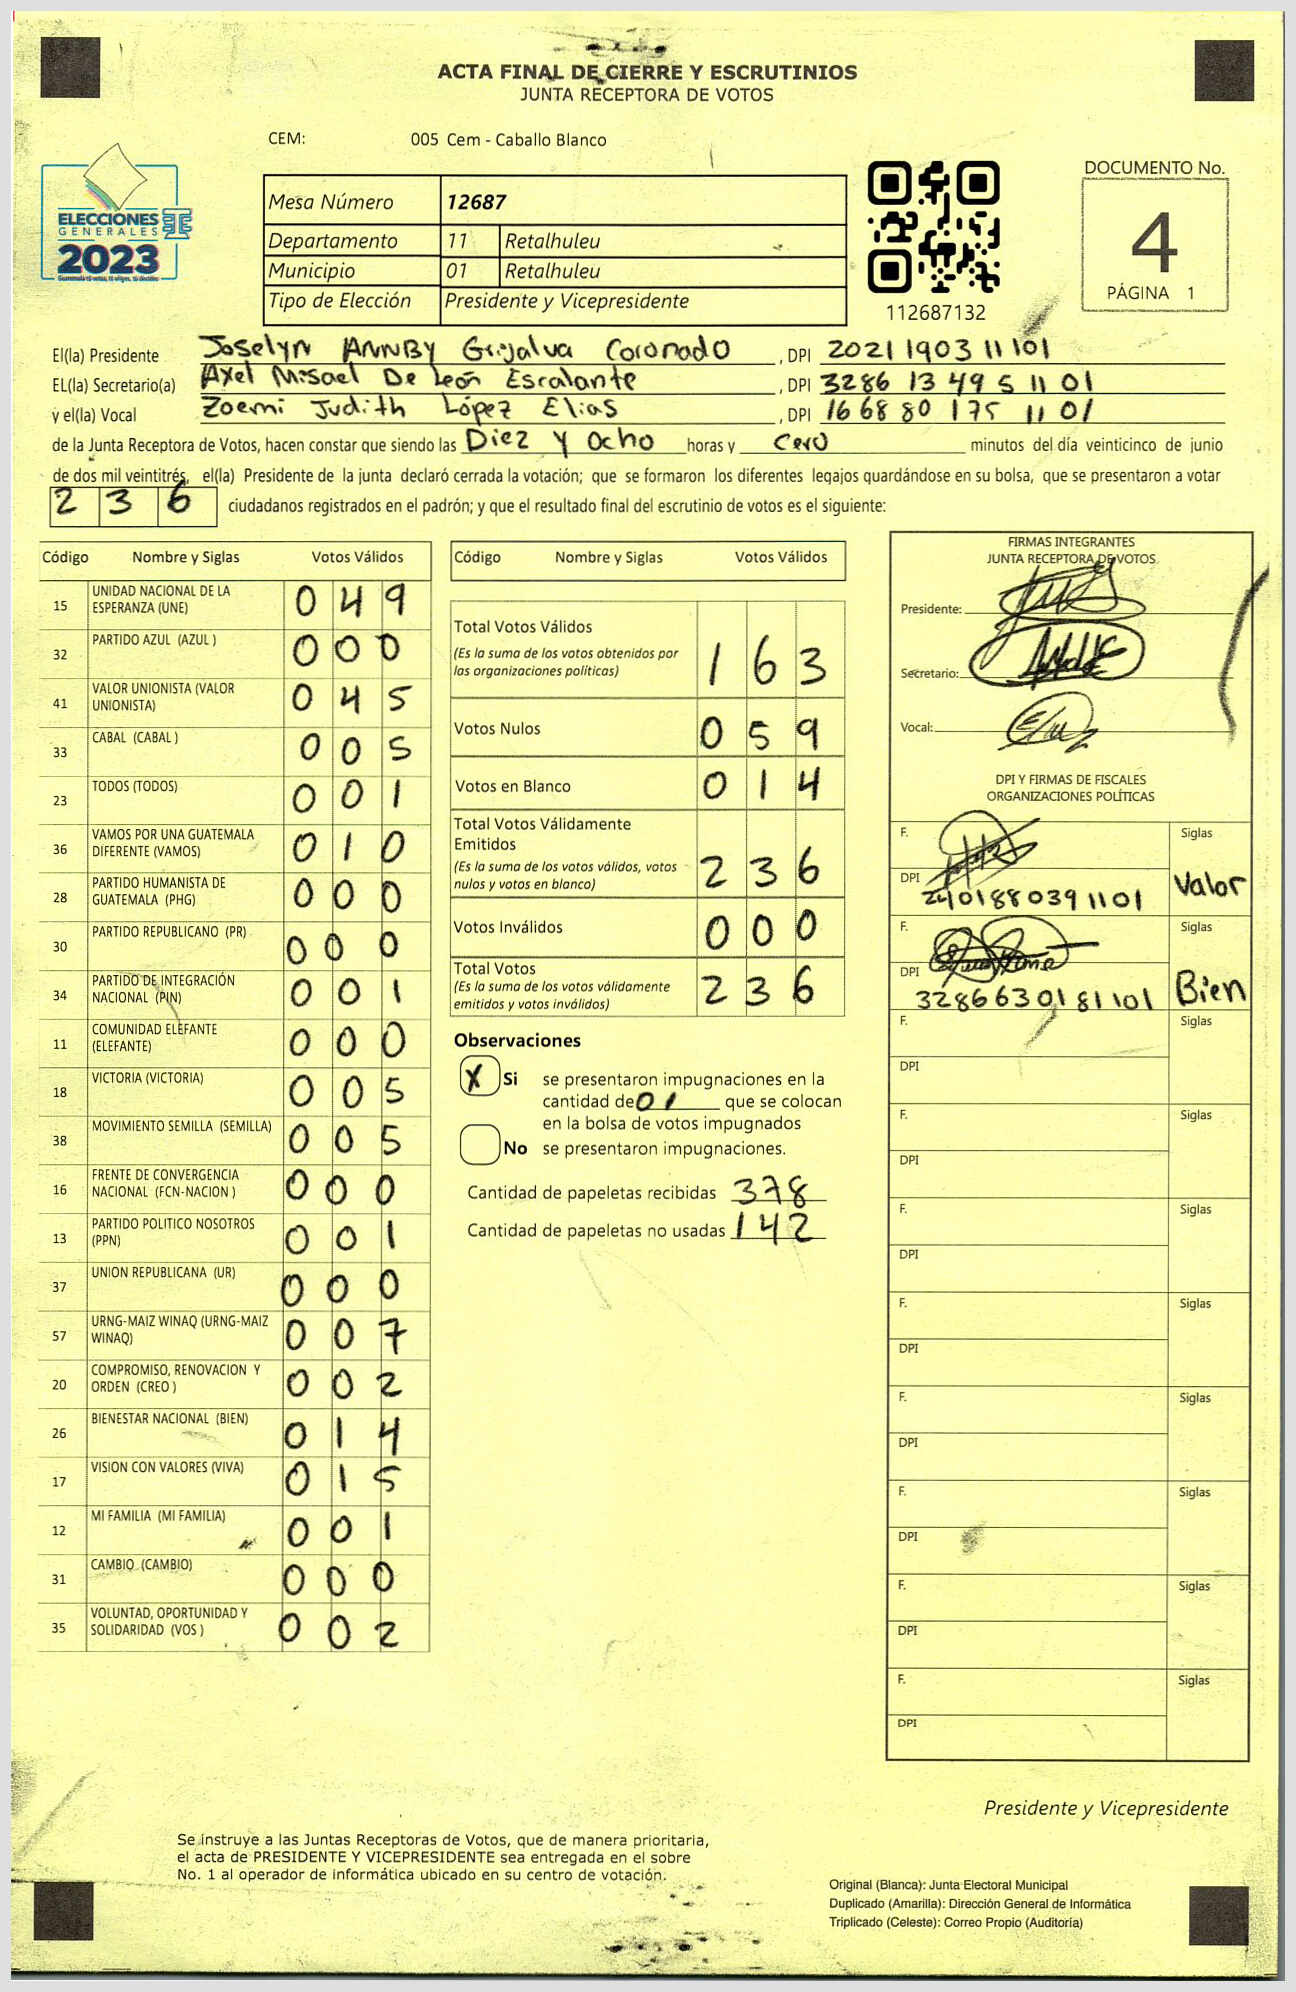 ACTA FINAL DE CIERRE Y ESCRUTINIOS
JUNTA RECEPTORA DE VOTOS
CEM: 005 Cem - Caballo Blanco
ELECCIONES
GENERALES
2023
Mesa Número 12687
Departamento 11 Retalhuleu
Municipio 01 Retalhuleu
Tipo de Elección Presidente y Vicepresidente
112687132
DOCUMENTO No.
4
PÁGINA 1
El(la) Presidente Joselyn ANNBY Grijalva Coronado , DPI 2021 1903 11101
EL(la) Secretario(a) Axel Misael De León Escalante , DPI 3286 13 49 5 11 01
y el(la) Vocal Zoemi Judith López Elias , DPI 16 68 80 175 11 01
de la Junta Receptora de Votos, hacen constar que siendo las Diez y Ocho horas y cero minutos del día veinticinco de junio
de dos mil veintitrés, el(la) Presidente de la junta declaró cerrada la votación; que se formaron los diferentes legajos guardándose en su bolsa, que se presentaron a votar
2 3 6 ciudadanos registrados en el padrón; y que el resultado final del escrutinio de votos es el siguiente:
Código Nombre y Siglas Votos Válidos
15 UNIDAD NACIONAL DE LA ESPERANZA (UNE) 0 4 9
32 PARTIDO AZUL (AZUL ) 0 0 0
41 VALOR UNIONISTA (VALOR UNIONISTA) 0 4 5
33 CABAL (CABAL ) 0 0 5
23 TODOS (TODOS) 0 0 1
36 VAMOS POR UNA GUATEMALA DIFERENTE (VAMOS) 0 1 0
28 PARTIDO HUMANISTA DE GUATEMALA (PHG) 0 0 0
30 PARTIDO REPUBLICANO (PR) 0 0 0
34 PARTIDO DE INTEGRACIÓN NACIONAL (PIN) 0 0 1
11 COMUNIDAD ELEFANTE (ELEFANTE) 0 0 0
18 VICTORIA (VICTORIA) 0 0 5
38 MOVIMIENTO SEMILLA (SEMILLA) 0 0 5
16 FRENTE DE CONVERGENCIA NACIONAL (FCN-NACION ) 0 0 0
13 PARTIDO POLITICO NOSOTROS (PPN) 0 0 1
37 UNION REPUBLICANA (UR) 0 0 0
57 URNG-MAIZ WINAQ (URNG-MAIZ WINAQ) 0 0 7
20 COMPROMISO, RENOVACION Y ORDEN (CREO ) 0 0 2
26 BIENESTAR NACIONAL (BIEN) 0 1 4
17 VISION CON VALORES (VIVA) 0 1 5
12 MI FAMILIA (MI FAMILIA) 0 0 1
31 CAMBIO (CAMBIO) 0 0 0
35 VOLUNTAD, OPORTUNIDAD Y SOLIDARIDAD (VOS ) 0 0 2
Código Nombre y Siglas Votos Válidos
Total Votos Válidos
(Es la suma de los votos obtenidos por
las organizaciones políticas) 1 6 3
Votos Nulos 0 5 9
Votos en Blanco 0 1 4
Total Votos Válidamente
Emitidos
(Es la suma de los votos válidos, votos
nulos y votos en blanco) 2 3 6
Votos Inválidos 0 0 0
Total Votos
(Es la suma de los votos válidamente
emitidos y votos inválidos) 2 3 6
Observaciones
X Si se presentaron impugnaciones en la
cantidad de 01 que se colocan
en la bolsa de votos impugnados
No se presentaron impugnaciones.
Cantidad de papeletas recibidas 378
Cantidad de papeletas no usadas 142
FIRMAS INTEGRANTES
JUNTA RECEPTORA DE VOTOS
Presidente:
Secretario:
Vocal:
DPI Y FIRMAS DE FISCALES
ORGANIZACIONES POLÍTICAS
F. Siglas
DPI 2401880391101 Valor
F. Siglas
DPI 3286630181101 Bien
F. Siglas
DPI
F. Siglas
DPI
F. Siglas
DPI
F. Siglas
DPI
F. Siglas
DPI
F. Siglas
DPI
F. Siglas
DPI
F. Siglas
DPI
Presidente y Vicepresidente
Se instruye a las Juntas Receptoras de Votos, que de manera prioritaria,
el acta de PRESIDENTE Y VICEPRESIDENTE sea entregada en el sobre
No. 1 al operador de informática ubicado en su centro de votación.
Original (Blanca): Junta Electoral Municipal
Duplicado (Amarilla): Dirección General de Informática
Triplicado (Celeste): Correo Propio (Auditoría)